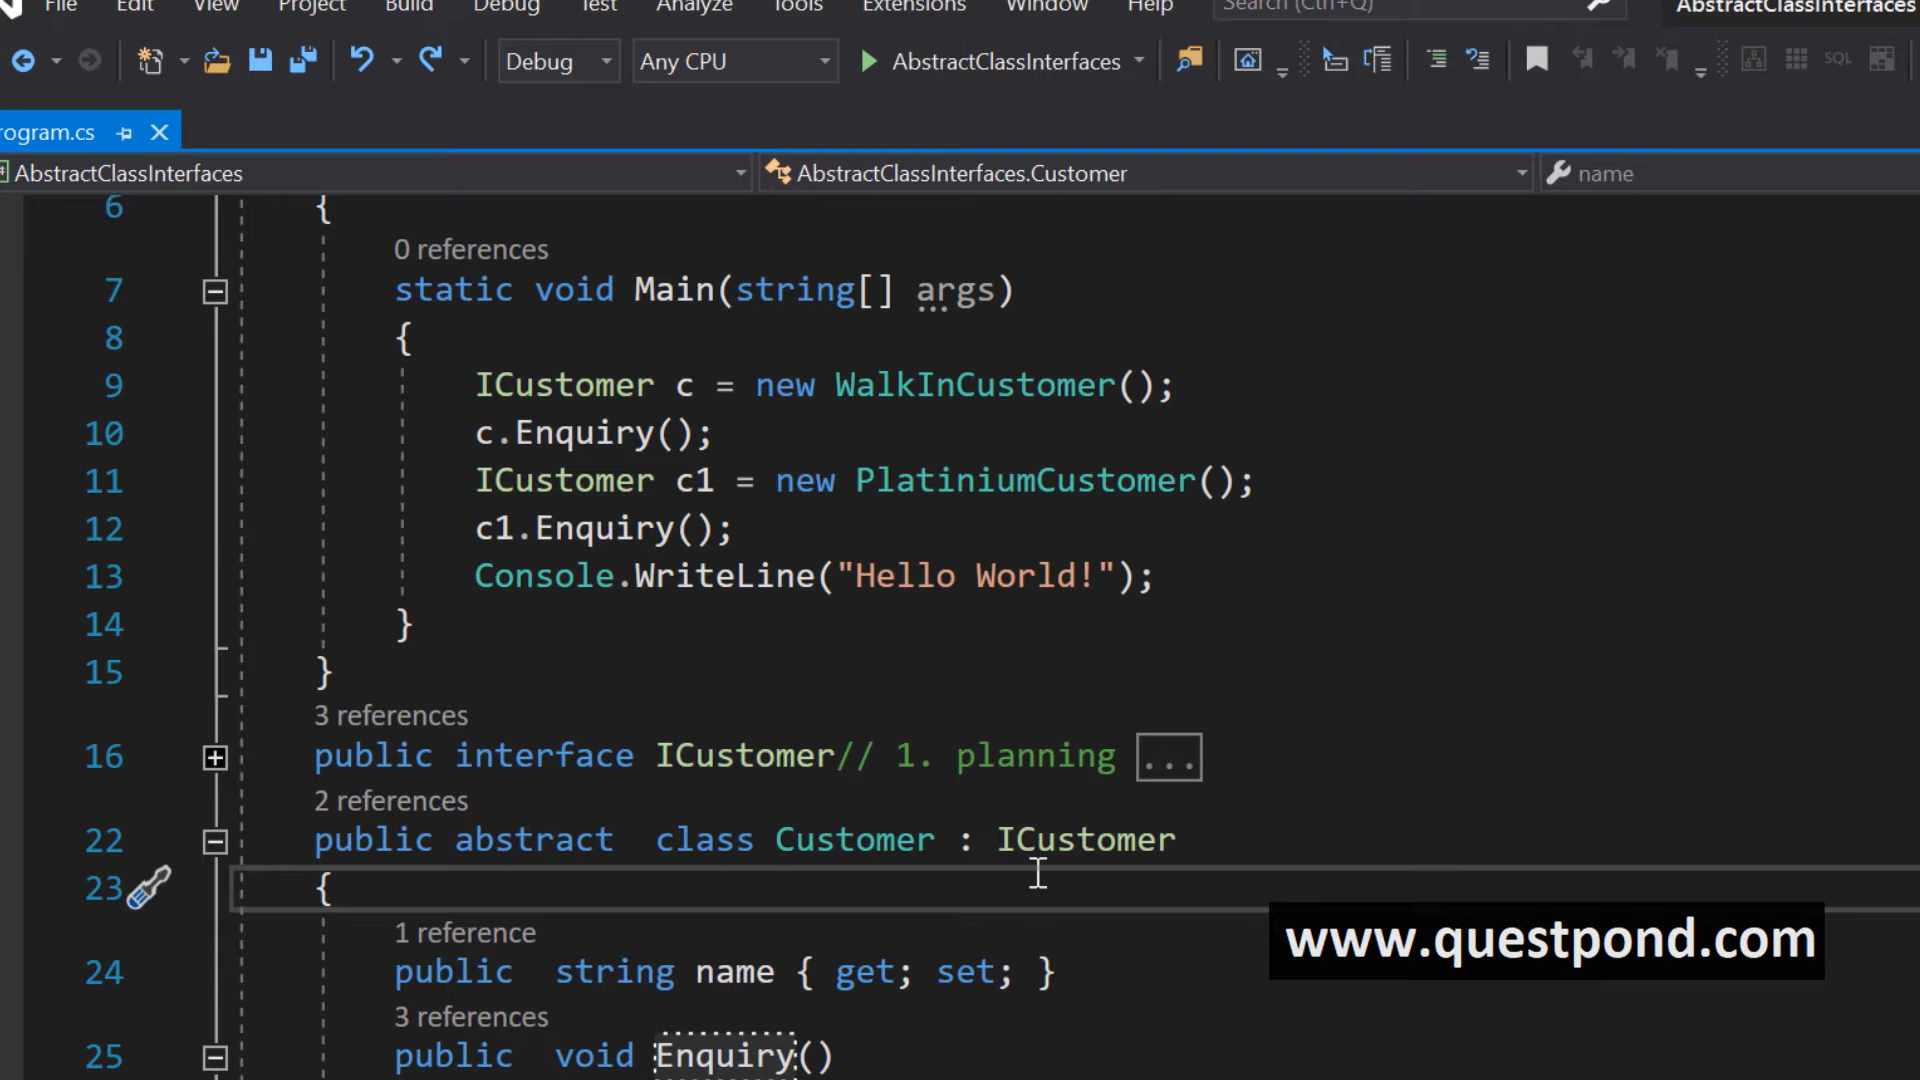 File Edit View Project Build Debug Test Analyze Tools Extensions Window Help Search (Ctrl+Q) AbstractClassInterfaces
Debug Any CPU AbstractClassInterfaces SQL
rogram.cs
AbstractClassInterfaces AbstractClassInterfaces.Customer name
6 {
0 references
7 static void Main(string[] args)
8 {
9 ICustomer c = new WalkInCustomer();
10 c.Enquiry();
11 ICustomer c1 = new PlatiniumCustomer();
12 c1.Enquiry();
13 Console.WriteLine("Hello World!");
14 }
15 }
3 references
16 public interface ICustomer// 1. planning ...
2 references
22 public abstract  class Customer : ICustomer
23 {
1 reference
www.questpond.com
24 public  string name { get; set; }
3 references
25 public  void Enquiry()